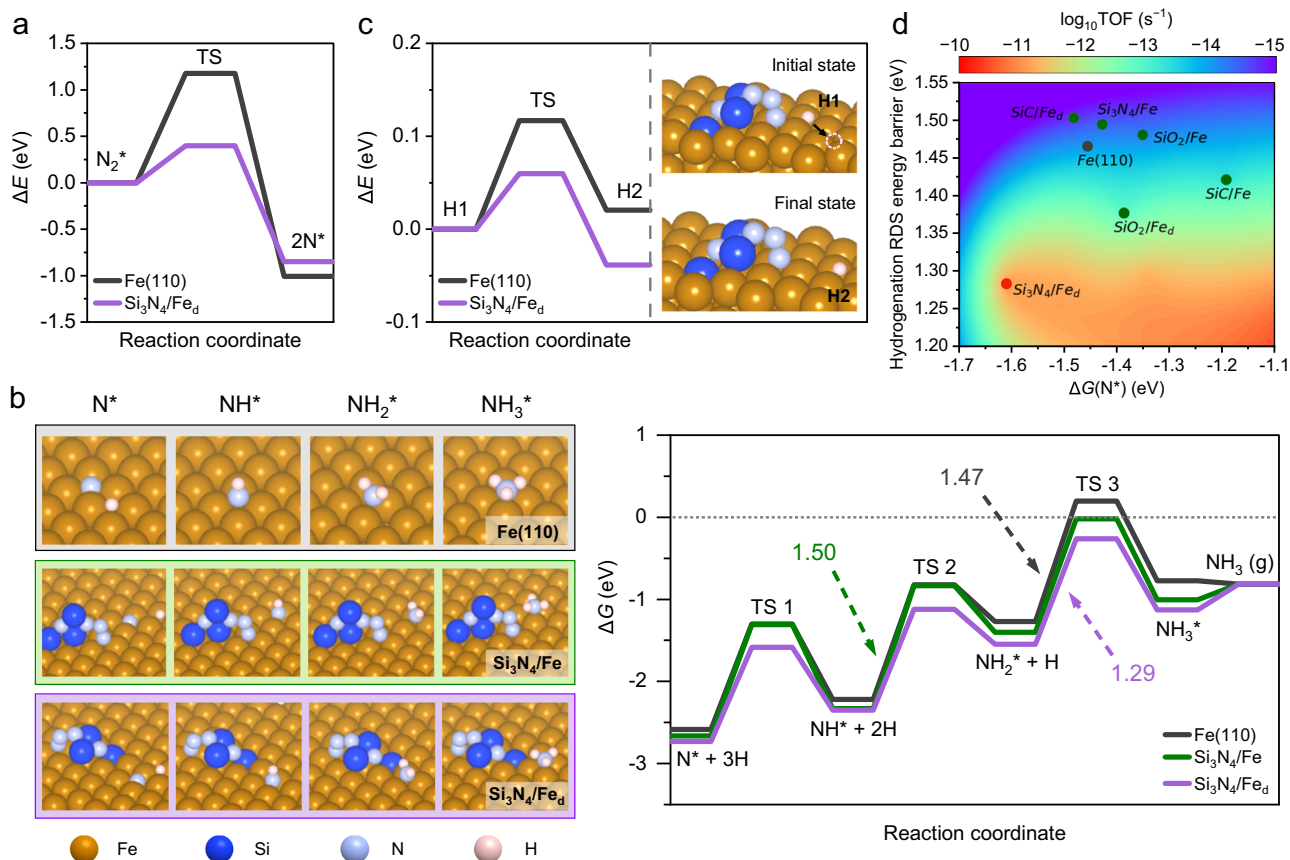 a
ΔE (eV)
1.5
1.0
0.5
0.0
-0.5
-1.0
-1.5
TS
N₂*
2N*
Fe(110)
Si₃N₄/Fe_d
Reaction coordinate
c
ΔE (eV)
0.2
0.1
0.0
-0.1
TS
H1
H2
Fe(110)
Si₃N₄/Fe_d
Reaction coordinate
Initial state
H1
Final state
H2
d
log₁₀TOF (s⁻¹)
-10 -11 -12 -13 -14 -15
Hydrogenation RDS energy barrier (eV)
1.55
1.50
1.45
1.40
1.35
1.30
1.25
1.20
SiC/Fe_d
Si₃N₄/Fe
SiO₂/Fe
Fe(110)
SiC/Fe
SiO₂/Fe_d
Si₃N₄/Fe_d
-1.7 -1.6 -1.5 -1.4 -1.3 -1.2 -1.1
ΔG(N*) (eV)
b
N* NH* NH₂* NH₃*
Fe(110)
Si₃N₄/Fe
Si₃N₄/Fe_d
Fe Si N H
ΔG (eV)
1
0
-1
-2
-3
1.47
TS 3
1.50
TS 2
NH₃ (g)
TS 1
NH₃*
NH₂* + H
1.29
NH* + 2H
N* + 3H
Fe(110)
Si₃N₄/Fe
Si₃N₄/Fe_d
Reaction coordinate